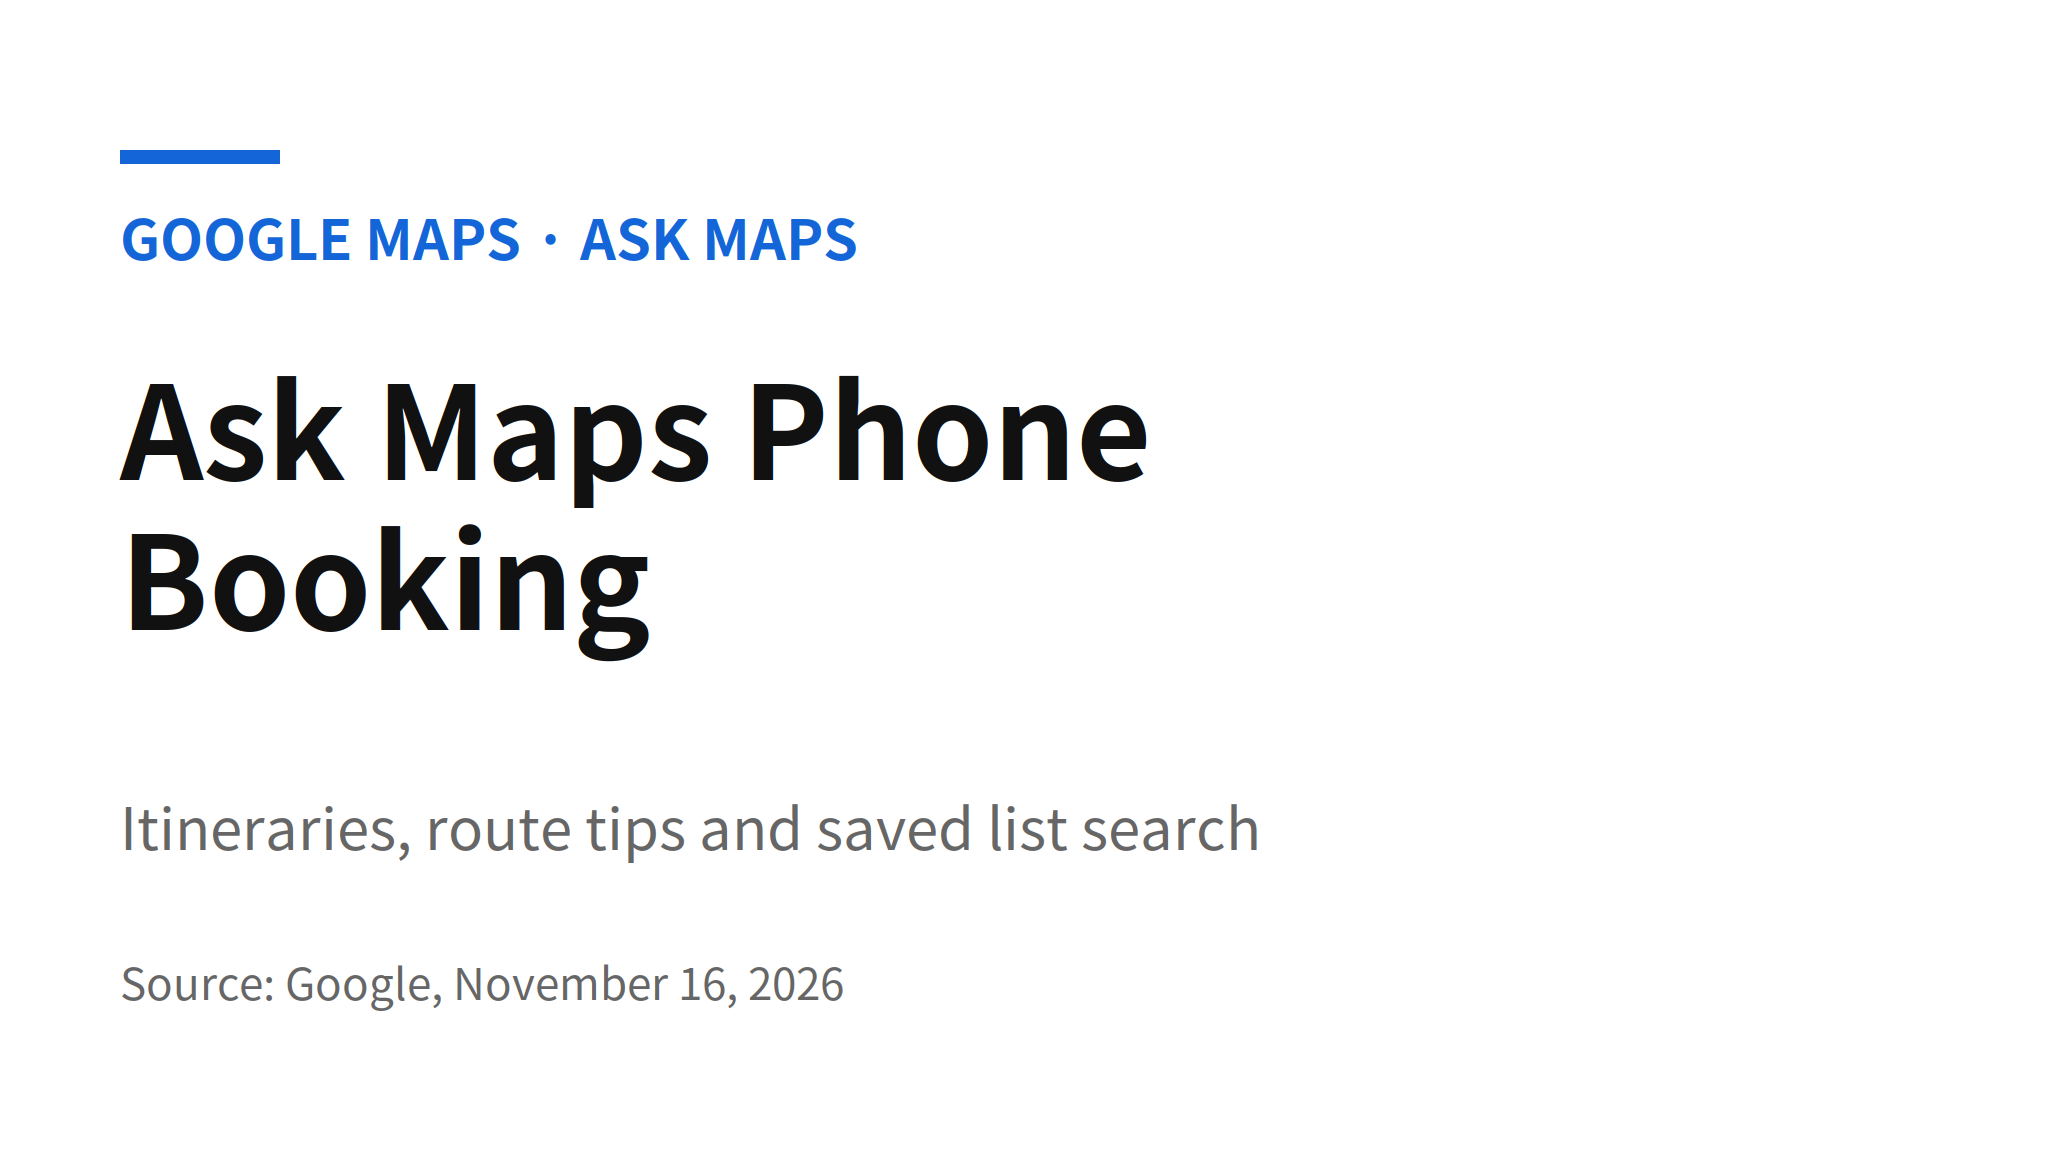 GOOGLE MAPS · ASK MAPS
Ask Maps Phone
Booking
Itineraries, route tips and saved list search
Source: Google, November 16, 2026